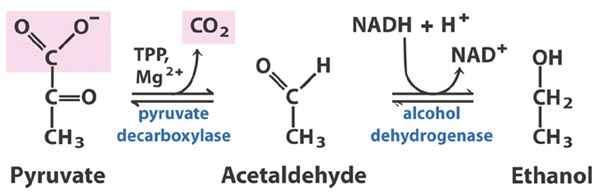 O
O⁻
C
C=O
CH₃
Pyruvate
TPP,
Mg²⁺
CO₂
pyruvate
decarboxylase
O
H
C
CH₃
Acetaldehyde
NADH + H⁺
NAD⁺
alcohol
dehydrogenase
OH
CH₂
CH₃
Ethanol